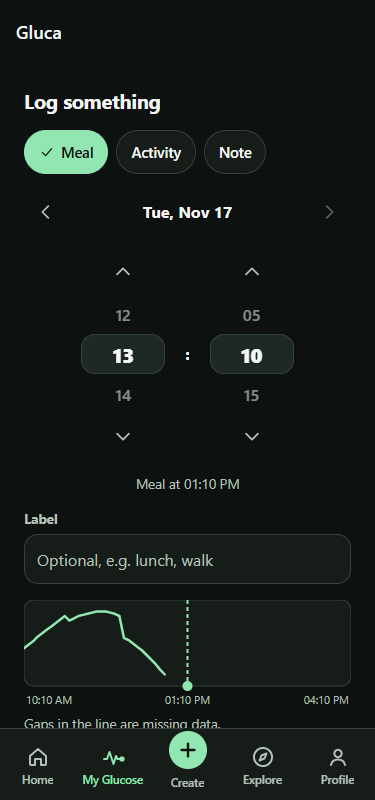 Gluca
Log something
Meal Activity Note
Tue, Nov 17
12 05
13 : 10
14 15
Meal at 01:10 PM
Label
Optional, e.g. lunch, walk
10:10 AM 01:10 PM 04:10 PM
Gaps in the line are missing data.
Home My Glucose Create Explore Profile